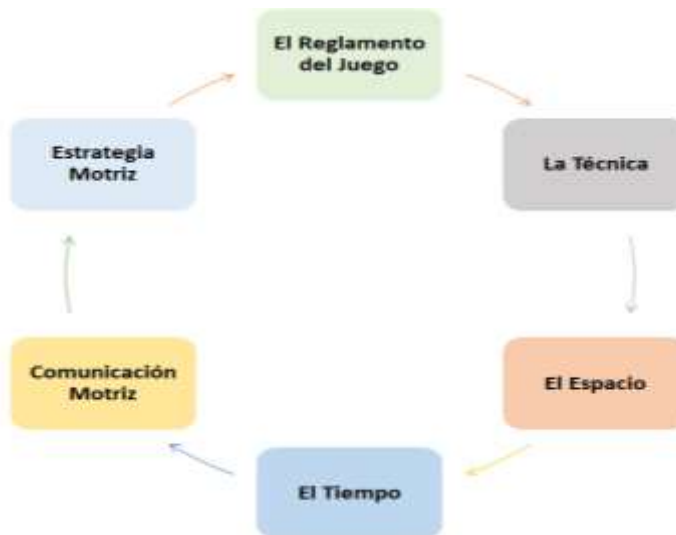 El Reglamento
del Juego
La Técnica
El Espacio
El Tiempo
Comunicación
Motriz
Estrategia
Motriz